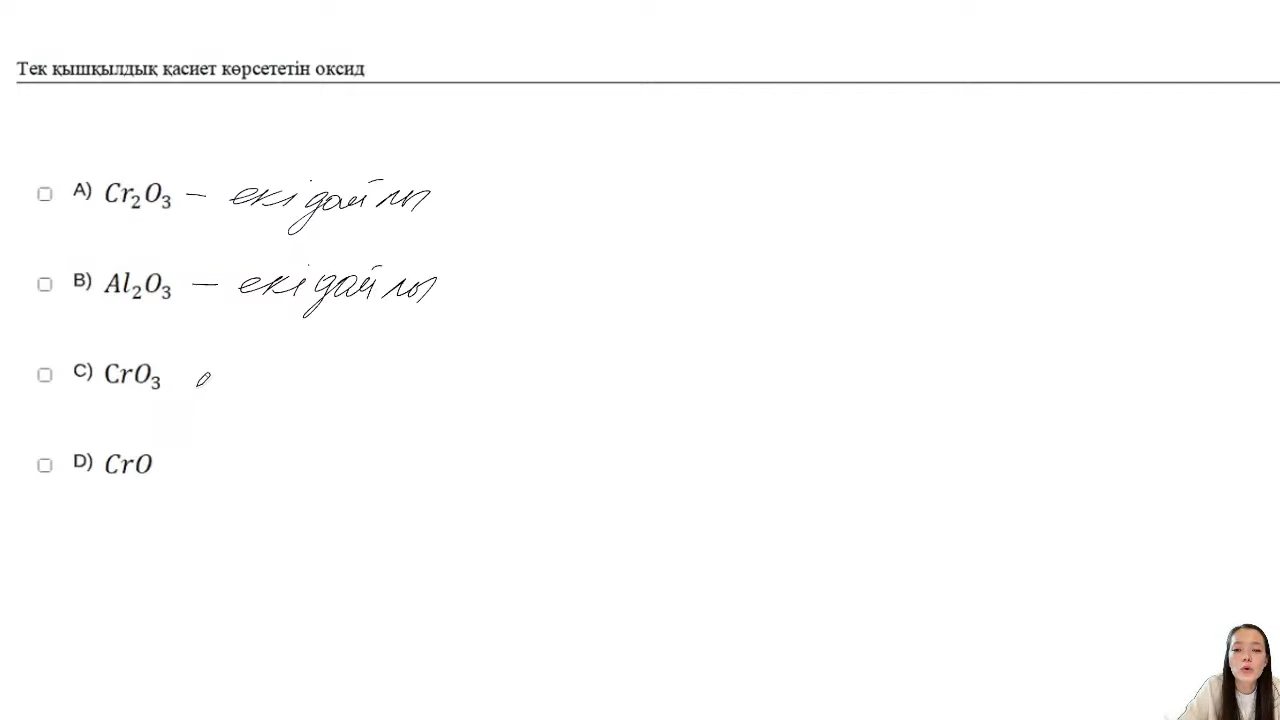 Тек қышқылдық қасиет көрсететін оксид
A) Cr₂O₃ – екідайлы
B) Al₂O₃ – екідайлы
C) CrO₃
D) CrO